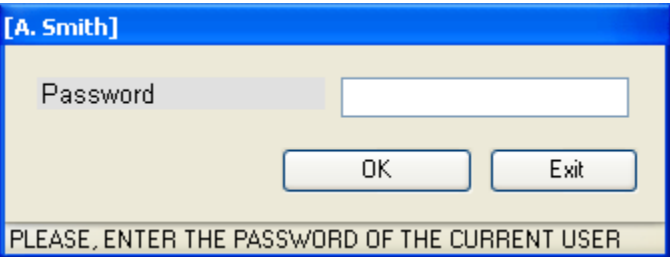 [A. Smith]
Password
OK Exit
PLEASE, ENTER THE PASSWORD OF THE CURRENT USER